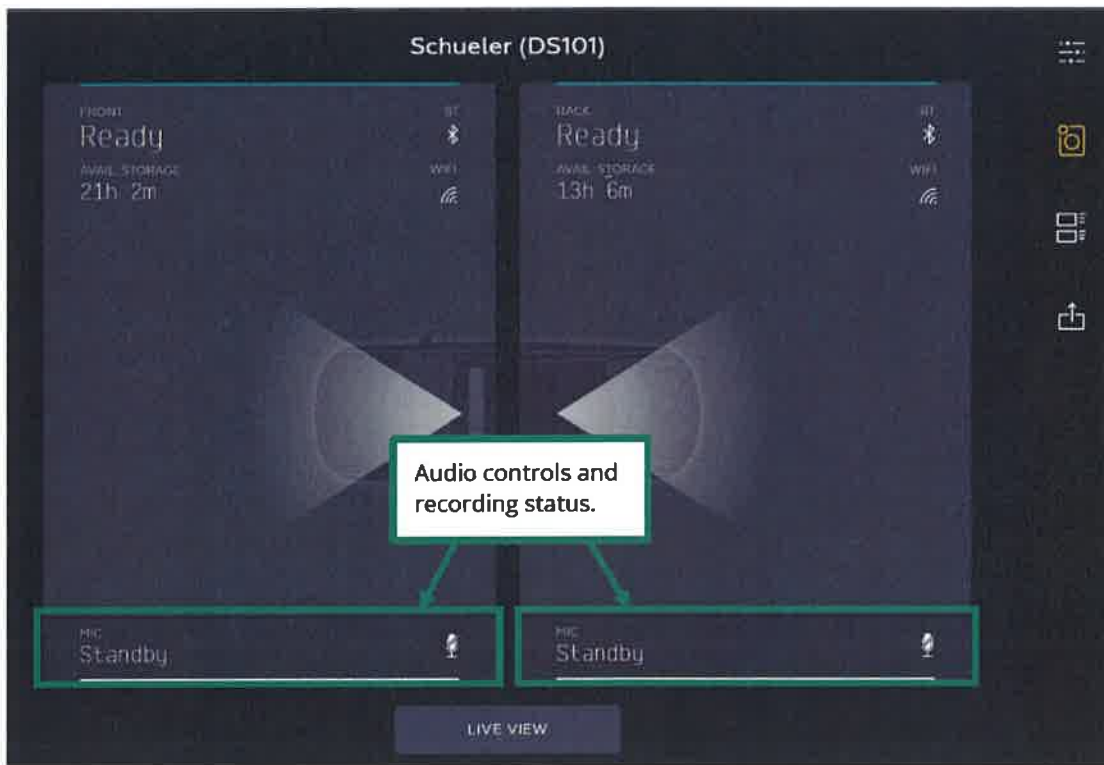 Schueler (DS101)
FRONT
Ready
BT
AVAIL. STORAGE
21h 2m
WIFI
BACK
Ready
BT
AVAIL. STORAGE
13h 6m
WIFI
Audio controls and
recording status.
MIC
Standby
MIC
Standby
LIVE VIEW